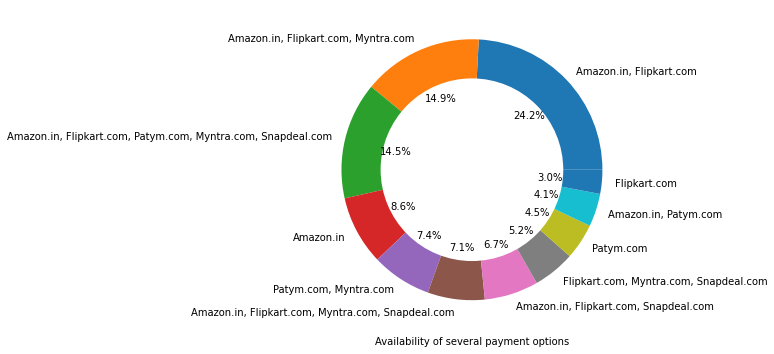 Amazon.in, Flipkart.com, Myntra.com
Amazon.in, Flipkart.com
14.9%
24.2%
Amazon.in, Flipkart.com, Patym.com, Myntra.com, Snapdeal.com
14.5%
3.0%
Flipkart.com
4.1%
8.6%
4.5%
Amazon.in, Patym.com
5.2%
Amazon.in
7.4%
7.1%
6.7%
Patym.com
Flipkart.com, Myntra.com, Snapdeal.com
Patym.com, Myntra.com
Amazon.in, Flipkart.com, Snapdeal.com
Amazon.in, Flipkart.com, Myntra.com, Snapdeal.com
Availability of several payment options